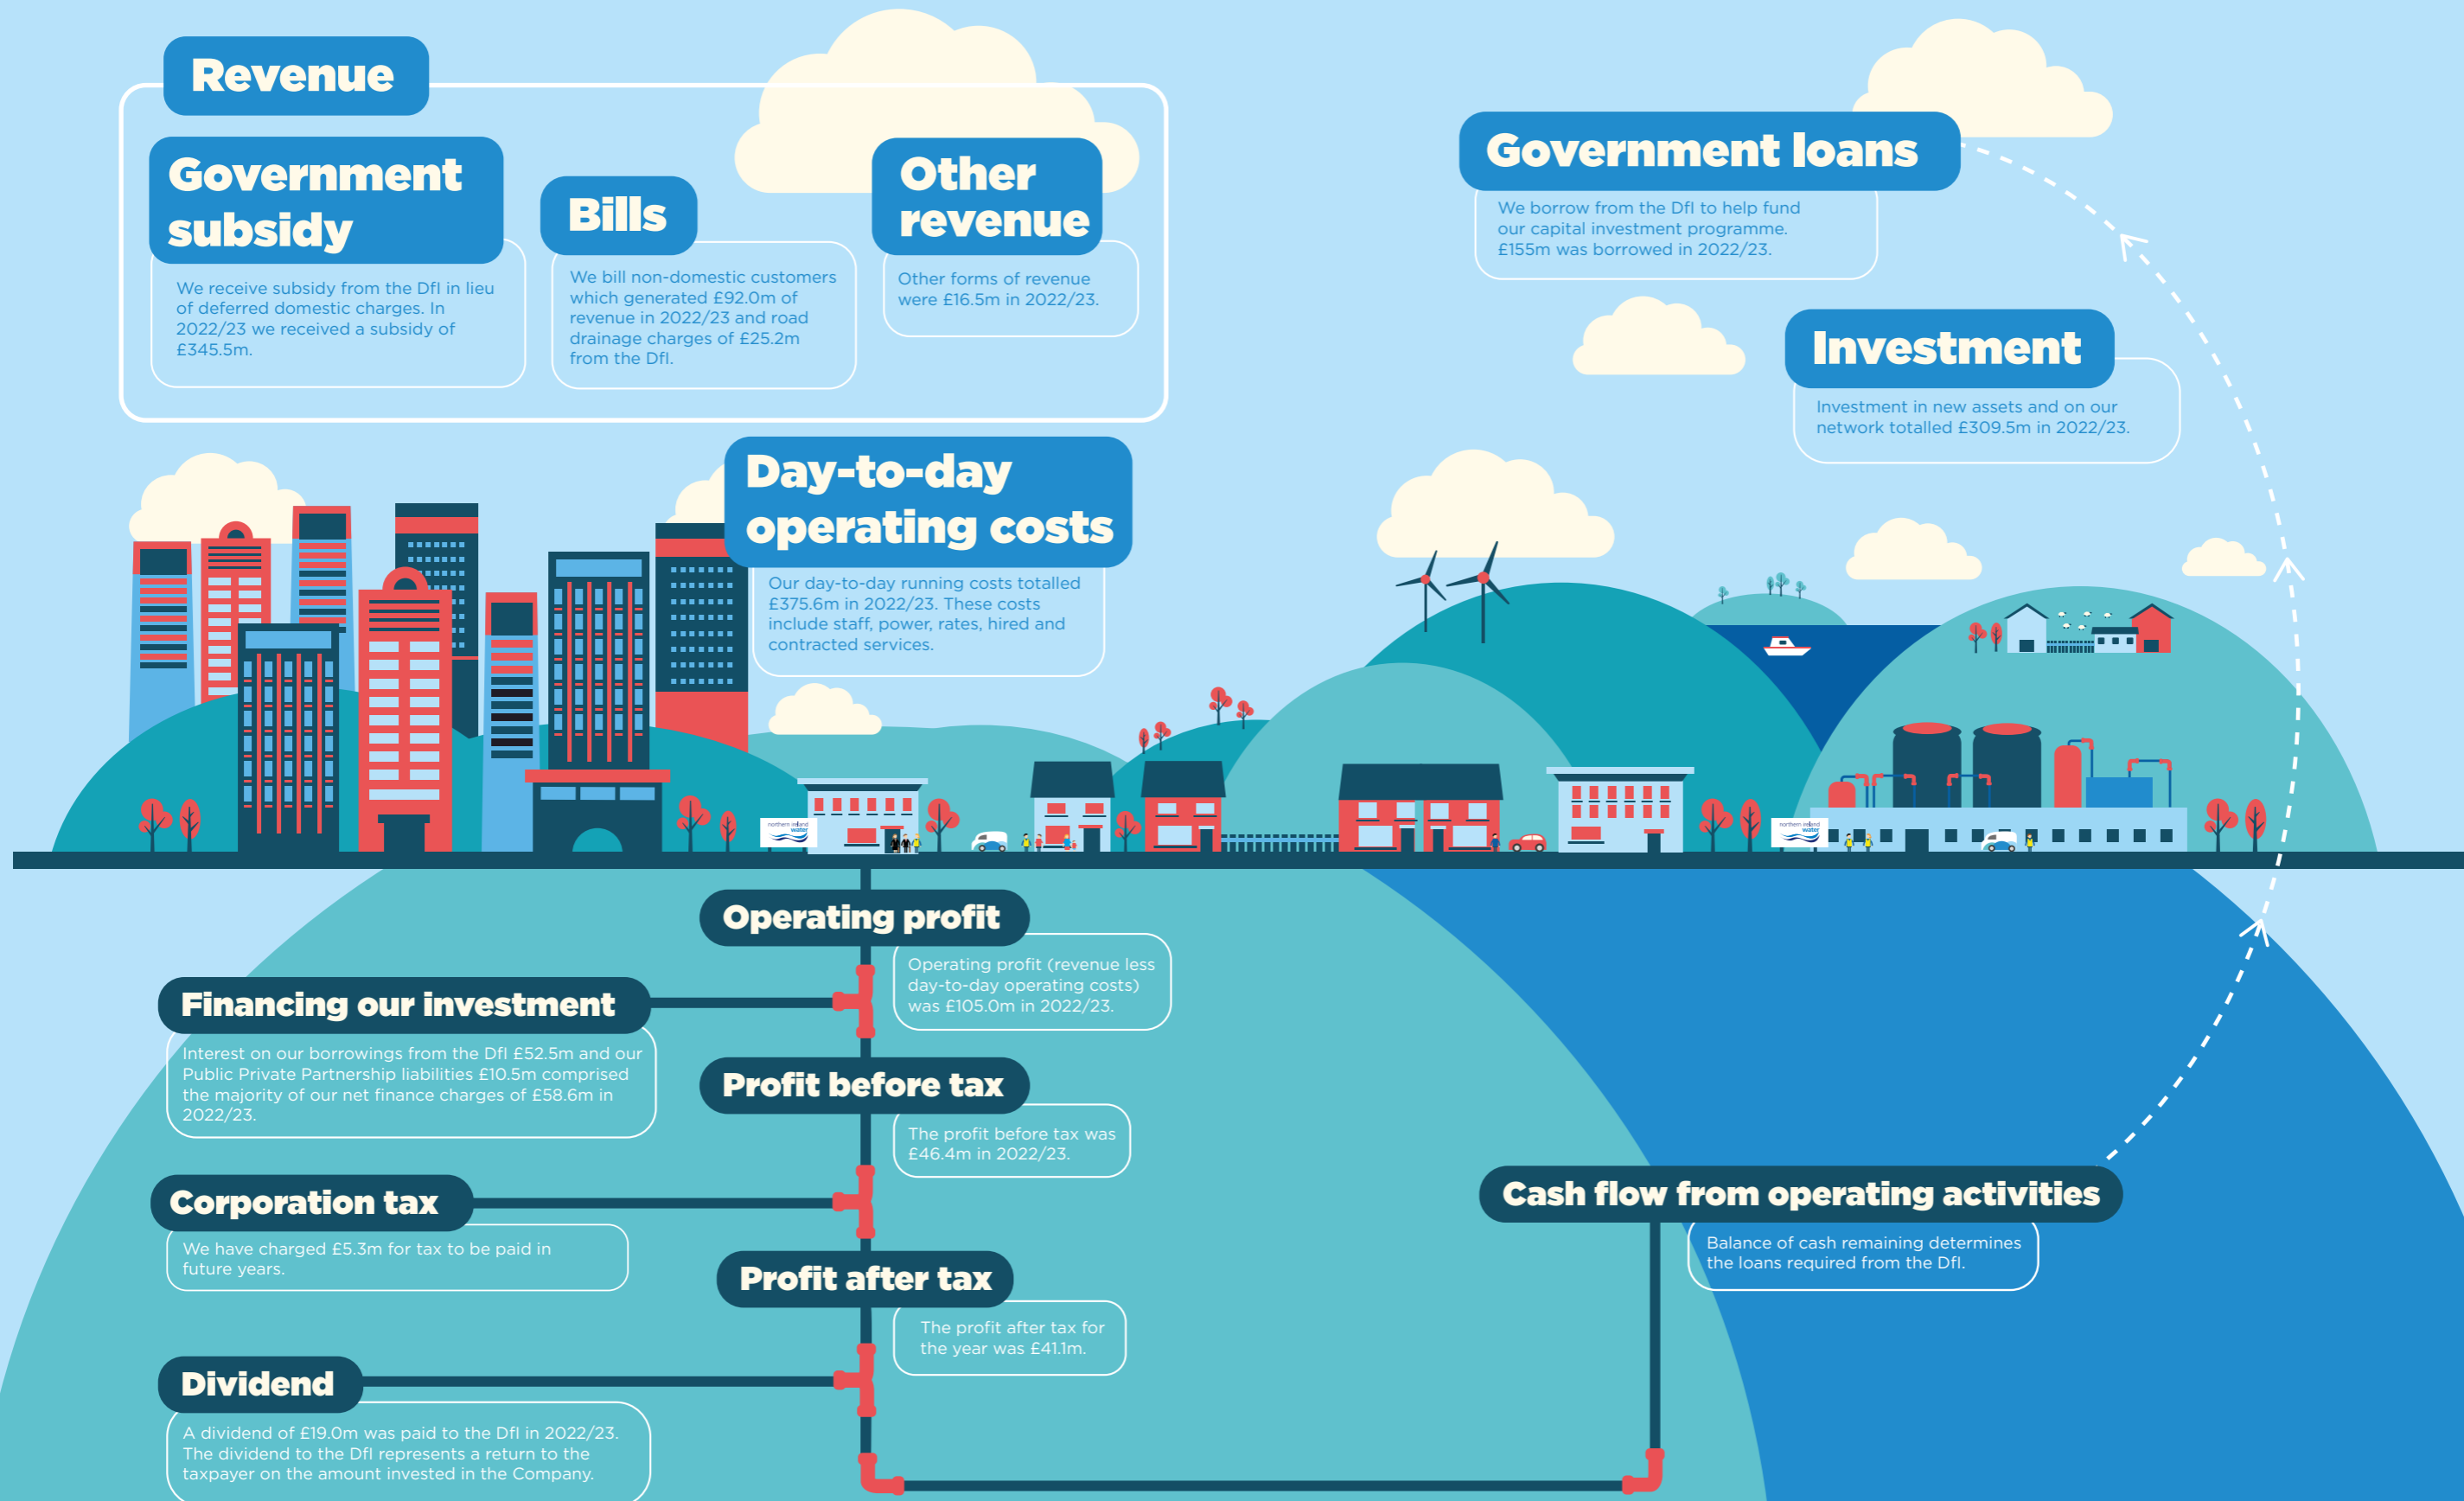 Revenue
Government
subsidy
We receive subsidy from the DfI in lieu
of deferred domestic charges. In
2022/23 we received a subsidy of
£345.5m.
Bills
We bill non-domestic customers
which generated £92.0m of
revenue in 2022/23 and road
drainage charges of £25.2m
from the DfI.
Other
revenue
Other forms of revenue
were £16.5m in 2022/23.
Government loans
We borrow from the DfI to help fund
our capital investment programme.
£155m was borrowed in 2022/23.
Investment
Investment in new assets and on our
network totalled £309.5m in 2022/23.
Day-to-day
operating costs
Our day-to-day running costs totalled
£375.6m in 2022/23. These costs
include staff, power, rates, hired and
contracted services.
northern ireland
water
northern ireland
water
Operating profit
Operating profit (revenue less
day-to-day operating costs)
was £105.0m in 2022/23.
Financing our investment
Interest on our borrowings from the DfI £52.5m and our
Public Private Partnership liabilities £10.5m comprised
the majority of our net finance charges of £58.6m in
2022/23.
Profit before tax
The profit before tax was
£46.4m in 2022/23.
Corporation tax
We have charged £5.3m for tax to be paid in
future years.
Profit after tax
The profit after tax for
the year was £41.1m.
Dividend
A dividend of £19.0m was paid to the DfI in 2022/23.
The dividend to the DfI represents a return to the
taxpayer on the amount invested in the Company.
Cash flow from operating activities
Balance of cash remaining determines
the loans required from the DfI.